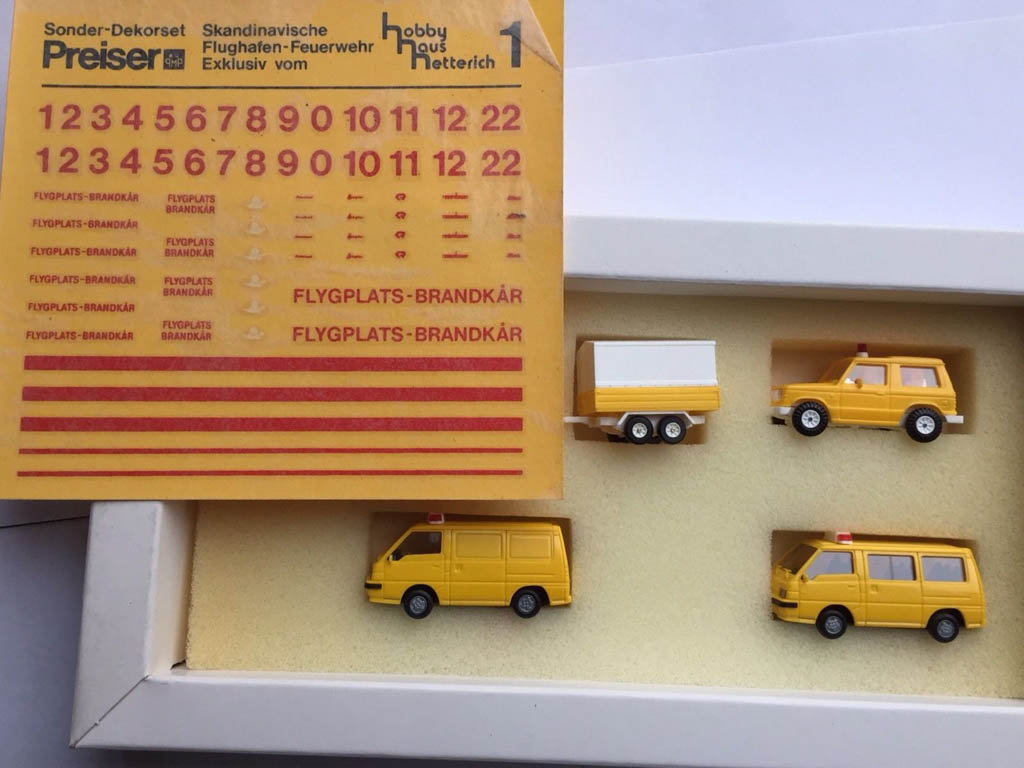 Sonder-Dekorset
Preiser
PMP
Skandinavische
Flughafen-Feuerwehr
Exklusiv vom
hobby
haus
hetterich
1
1 2 3 4 5 6 7 8 9 0 10 11 12 22
1 2 3 4 5 6 7 8 9 0 10 11 12 22
FLYGPLATS-BRANDKÅR
FLYGPLATS-BRANDKÅR
FLYGPLATS-BRANDKÅR
FLYGPLATS-BRANDKÅR
FLYGPLATS-BRANDKÅR
FLYGPLATS-BRANDKÅR
FLYGPLATS
BRANDKÅR
FLYGPLATS
BRANDKÅR
FLYGPLATS
BRANDKÅR
FLYGPLATS
BRANDKÅR
FLYGPLATS-BRANDKÅR
FLYGPLATS-BRANDKÅR